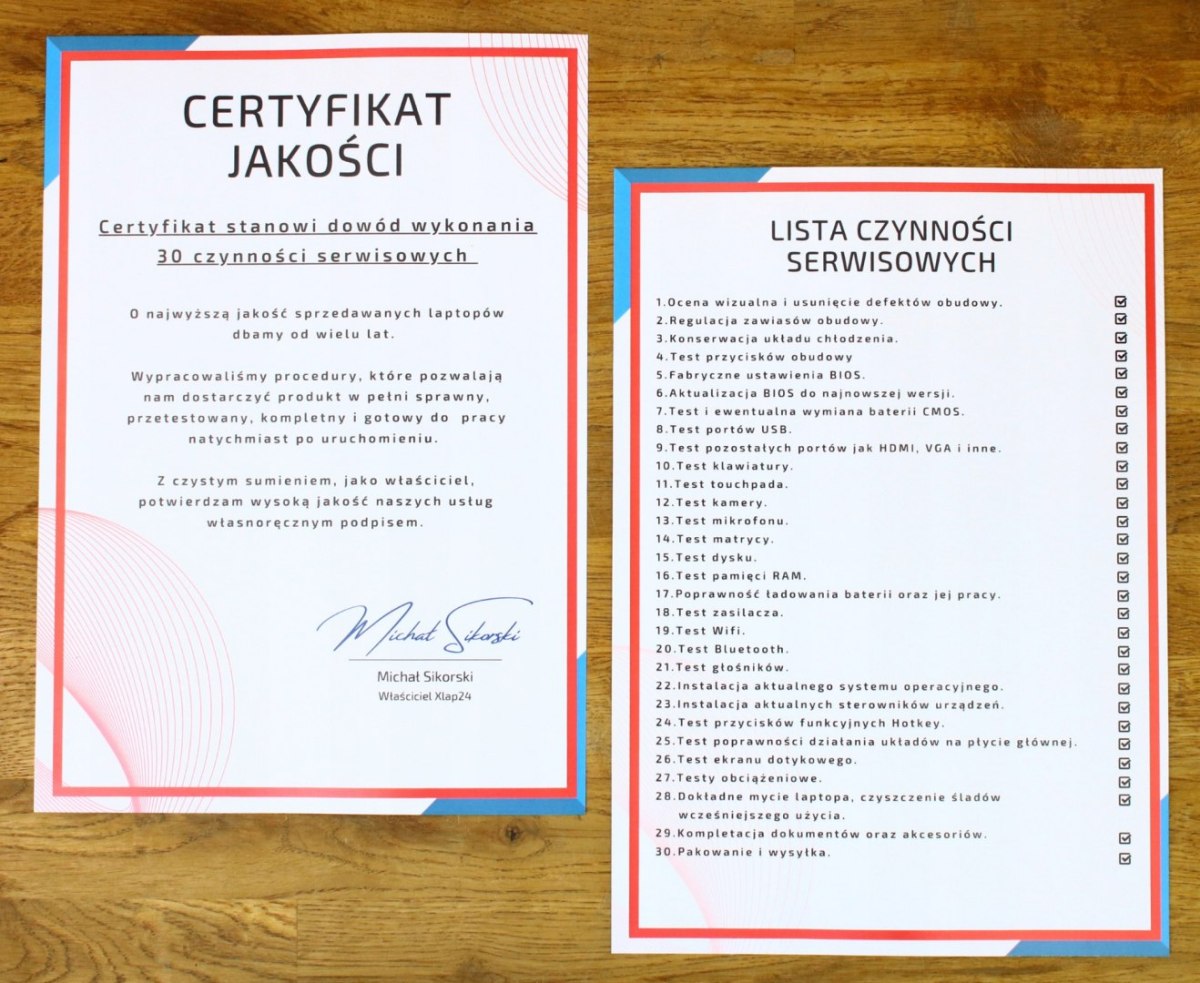 CERTYFIKAT
JAKOŚCI
Certyfikat stanowi dowód wykonania
30 czynności serwisowych
O najwyższą jakość sprzedawanych laptopów
dbamy od wielu lat.
Wypracowaliśmy procedury, które pozwalają
nam dostarczyć produkt w pełni sprawny,
przetestowany, kompletny i gotowy do pracy
natychmiast po uruchomieniu.
Z czystym sumieniem, jako właściciel,
potwierdzam wysoką jakość naszych usług
własnoręcznym podpisem.
Michał Sikorski
Michał Sikorski
Właściciel Xlap24
LISTA CZYNNOŚCI
SERWISOWYCH
1.Ocena wizualna i usunięcie defektów obudowy.
2.Regulacja zawiasów obudowy.
3.Konserwacja układu chłodzenia.
4.Test przycisków obudowy
5.Fabryczne ustawienia BIOS.
6.Aktualizacja BIOS do najnowszej wersji.
7.Test i ewentualna wymiana baterii CMOS.
8.Test portów USB.
9.Test pozostałych portów jak HDMI, VGA i inne.
10.Test klawiatury.
11.Test touchpada.
12.Test kamery.
13.Test mikrofonu.
14.Test matrycy.
15.Test dysku.
16.Test pamięci RAM.
17.Poprawność ładowania baterii oraz jej pracy.
18.Test zasilacza.
19.Test Wifi.
20.Test Bluetooth.
21.Test głośników.
22.Instalacja aktualnego systemu operacyjnego.
23.Instalacja aktualnych sterowników urządzeń.
24.Test przycisków funkcyjnych Hotkey.
25.Test poprawności działania układów na płycie głównej.
26.Test ekranu dotykowego.
27.Testy obciążeniowe.
28.Dokładne mycie laptopa, czyszczenie śladów
wcześniejszego użycia.
29.Kompletacja dokumentów oraz akcesoriów.
30.Pakowanie i wysyłka.